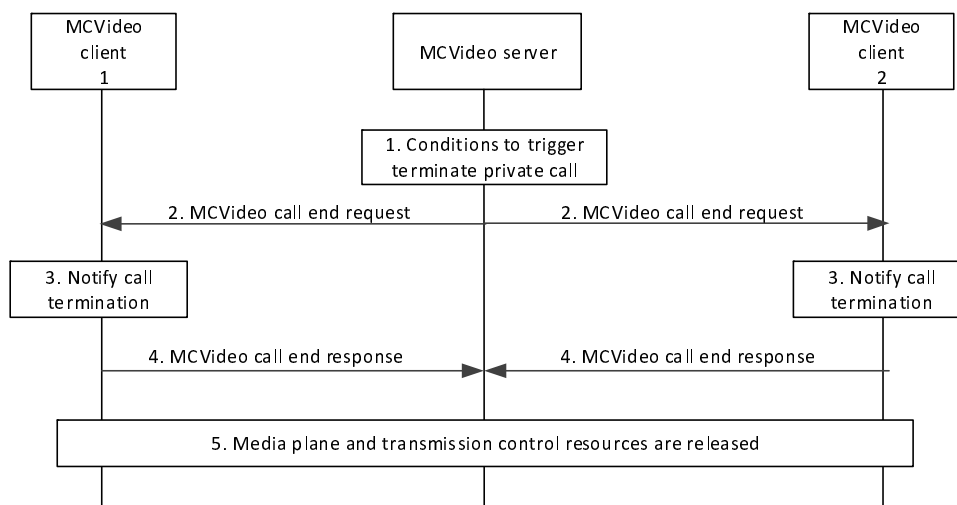 MCVideo
client
1
MCVideo server
MCVideo
client
2
1. Conditions to trigger
terminate private call
2. MCVideo call end request
2. MCVideo call end request
3. Notify call
termination
3. Notify call
termination
4. MCVideo call end response
4. MCVideo call end response
5. Media plane and transmission control resources are released